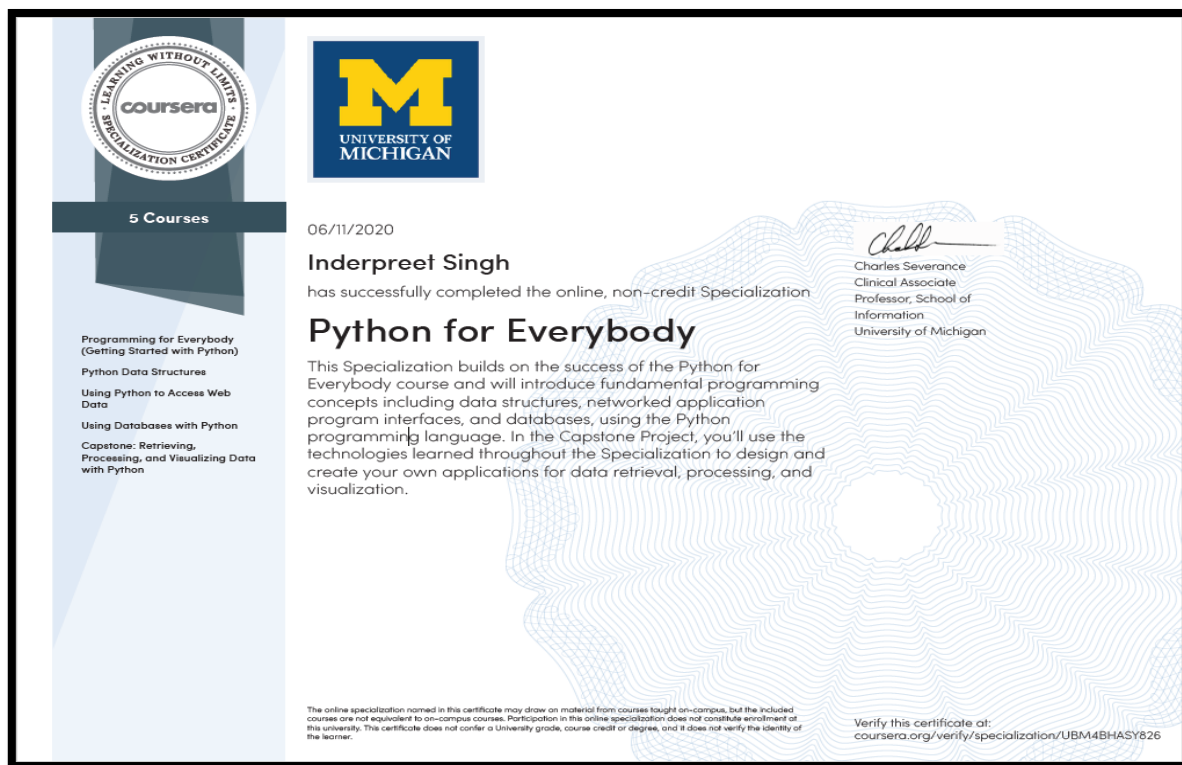 LEARNING WITHOUT LIMITS
coursera
SPECIALIZATION CERTIFICATE
5 Courses
Programming for Everybody
(Getting Started with Python)
Python Data Structures
Using Python to Access Web
Data
Using Databases with Python
Capstone: Retrieving,
Processing, and Visualizing Data
with Python
M
UNIVERSITY OF
MICHIGAN
06/11/2020
Inderpreet Singh
has successfully completed the online, non-credit Specialization
Python for Everybody
This Specialization builds on the success of the Python for
Everybody course and will introduce fundamental programming
concepts including data structures, networked application
program interfaces, and databases, using the Python
programming language. In the Capstone Project, you'll use the
technologies learned throughout the Specialization to design and
create your own applications for data retrieval, processing, and
visualization.
Charles Severance
Clinical Associate
Professor, School of
Information
University of Michigan
The online specialization named in this certificate may draw on material from courses taught on-campus, but the included
courses are not equivalent to on-campus courses. Participation in this online specialization does not constitute enrollment at
this university. This certificate does not confer a University grade, course credit or degree, and it does not verify the identity of
the learner.
Verify this certificate at:
coursera.org/verify/specialization/UBM4BHASY826